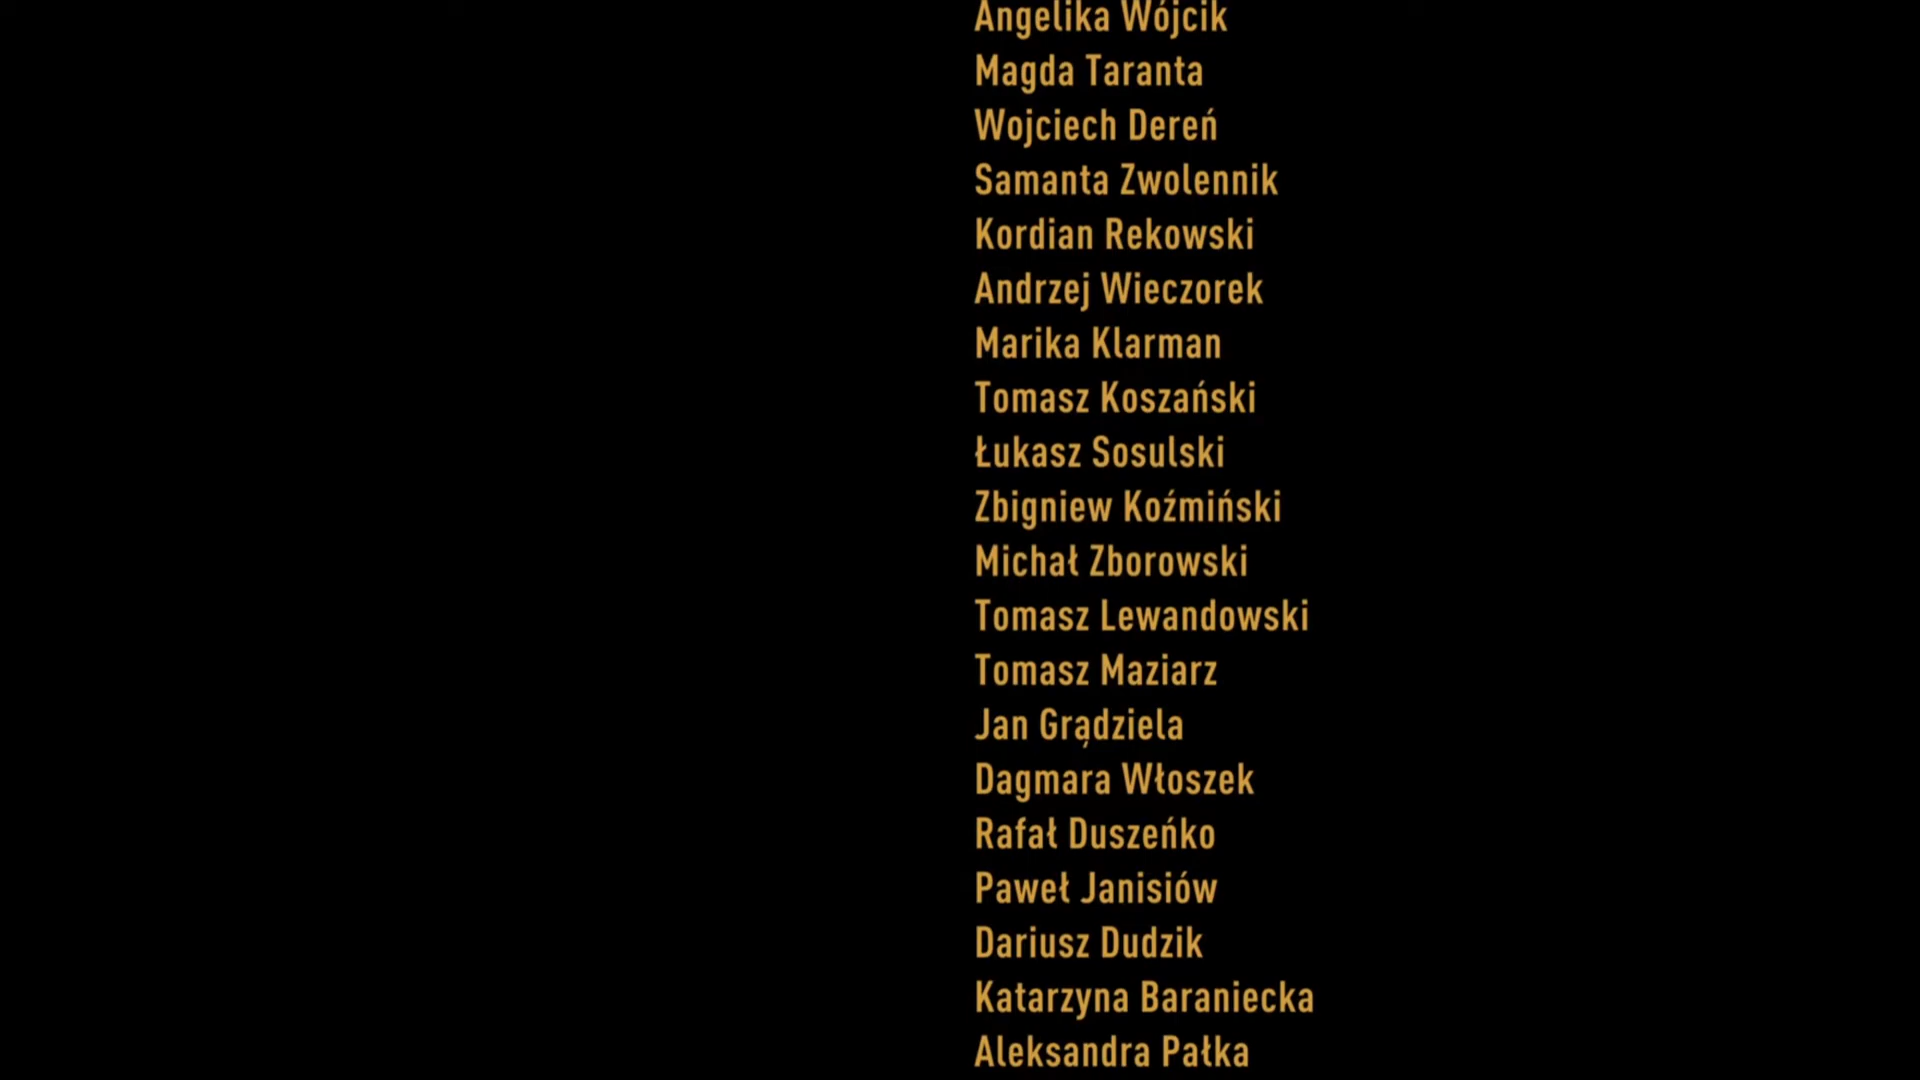 Angelika Wójcik
Magda Taranta
Wojciech Dereń
Samanta Zwolennik
Kordian Rekowski
Andrzej Wieczorek
Marika Klarman
Tomasz Koszański
Łukasz Sosulski
Zbigniew Koźmiński
Michał Zborowski
Tomasz Lewandowski
Tomasz Maziarz
Jan Grądziela
Dagmara Włoszek
Rafał Duszeńko
Paweł Janisiów
Dariusz Dudzik
Katarzyna Baraniecka
Aleksandra Pałka